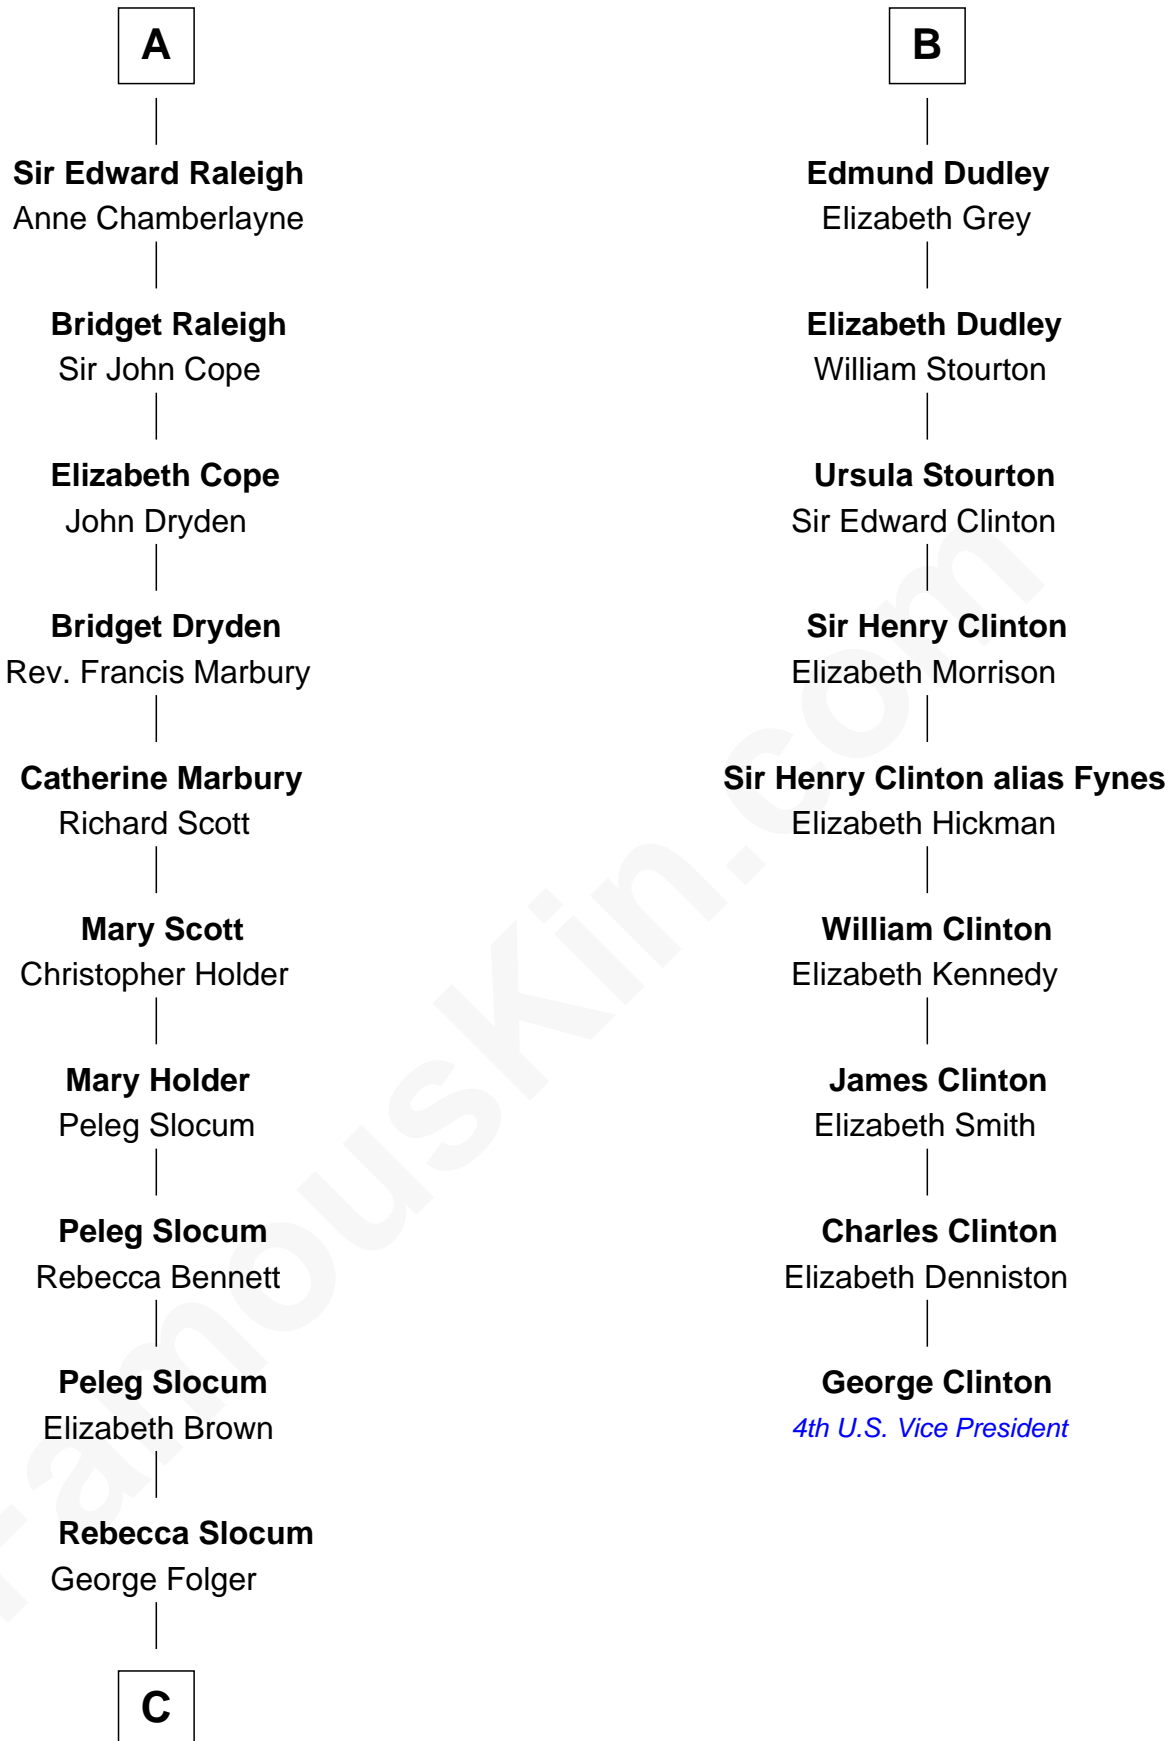 A
Sir Edward Raleigh
Anne Chamberlayne
Bridget Raleigh
Sir John Cope
Elizabeth Cope
John Dryden
Bridget Dryden
Rev. Francis Marbury
Catherine Marbury
Richard Scott
Mary Scott
Christopher Holder
Mary Holder
Peleg Slocum
Peleg Slocum
Rebecca Bennett
Peleg Slocum
Elizabeth Brown
Rebecca Slocum
George Folger
C
B
Edmund Dudley
Elizabeth Grey
Elizabeth Dudley
William Stourton
Ursula Stourton
Sir Edward Clinton
Sir Henry Clinton
Elizabeth Morrison
Sir Henry Clinton alias Fynes
Elizabeth Hickman
William Clinton
Elizabeth Kennedy
James Clinton
Elizabeth Smith
Charles Clinton
Elizabeth Denniston
George Clinton
4th U.S. Vice President
FamousKin.com